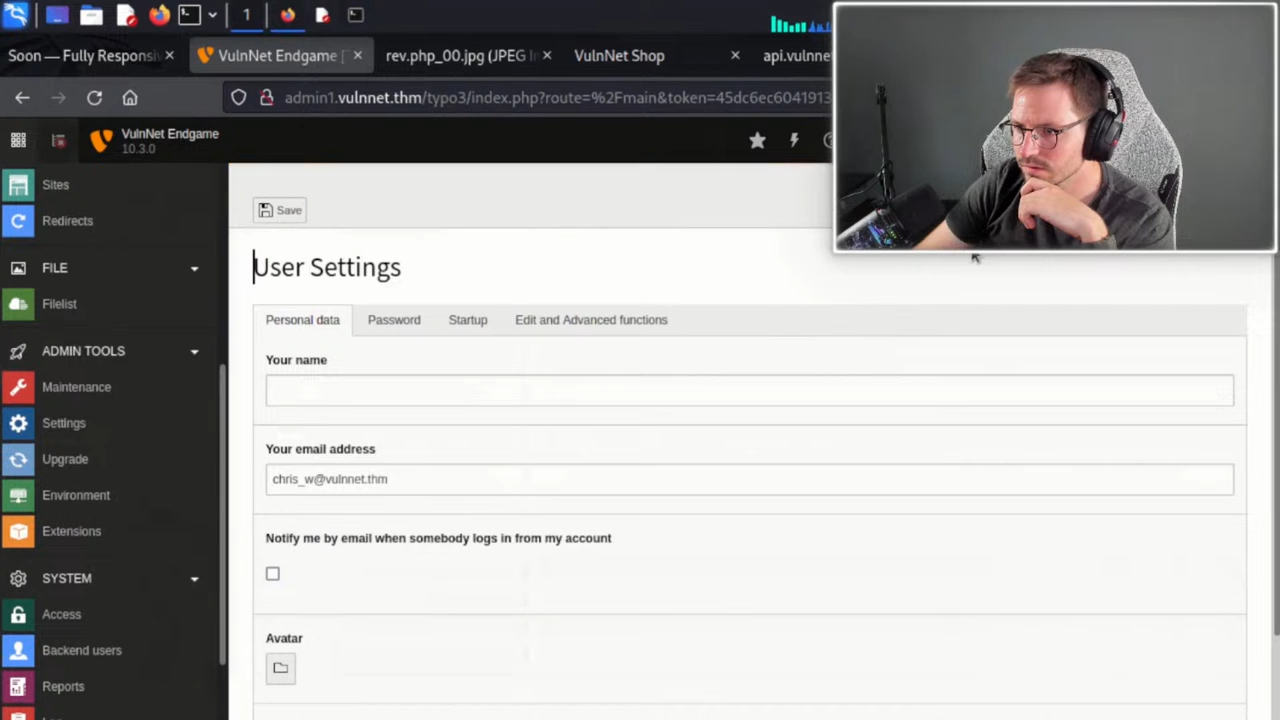 1
Soon — Fully Responsiv
VulnNet Endgame [
rev.php_00.jpg (JPEG I
VulnNet Shop
api.vulnne
admin1.vulnnet.thm/typo3/index.php?route=%2Fmain&token=45dc6ec6041913
VulnNet Endgame
10.3.0
Sites
Redirects
FILE
Filelist
ADMIN TOOLS
Maintenance
Settings
Upgrade
Environment
Extensions
SYSTEM
Access
Backend users
Reports
Save
User Settings
Personal data
Password
Startup
Edit and Advanced functions
Your name
Your email address
chris_w@vulnnet.thm
Notify me by email when somebody logs in from my account
Avatar